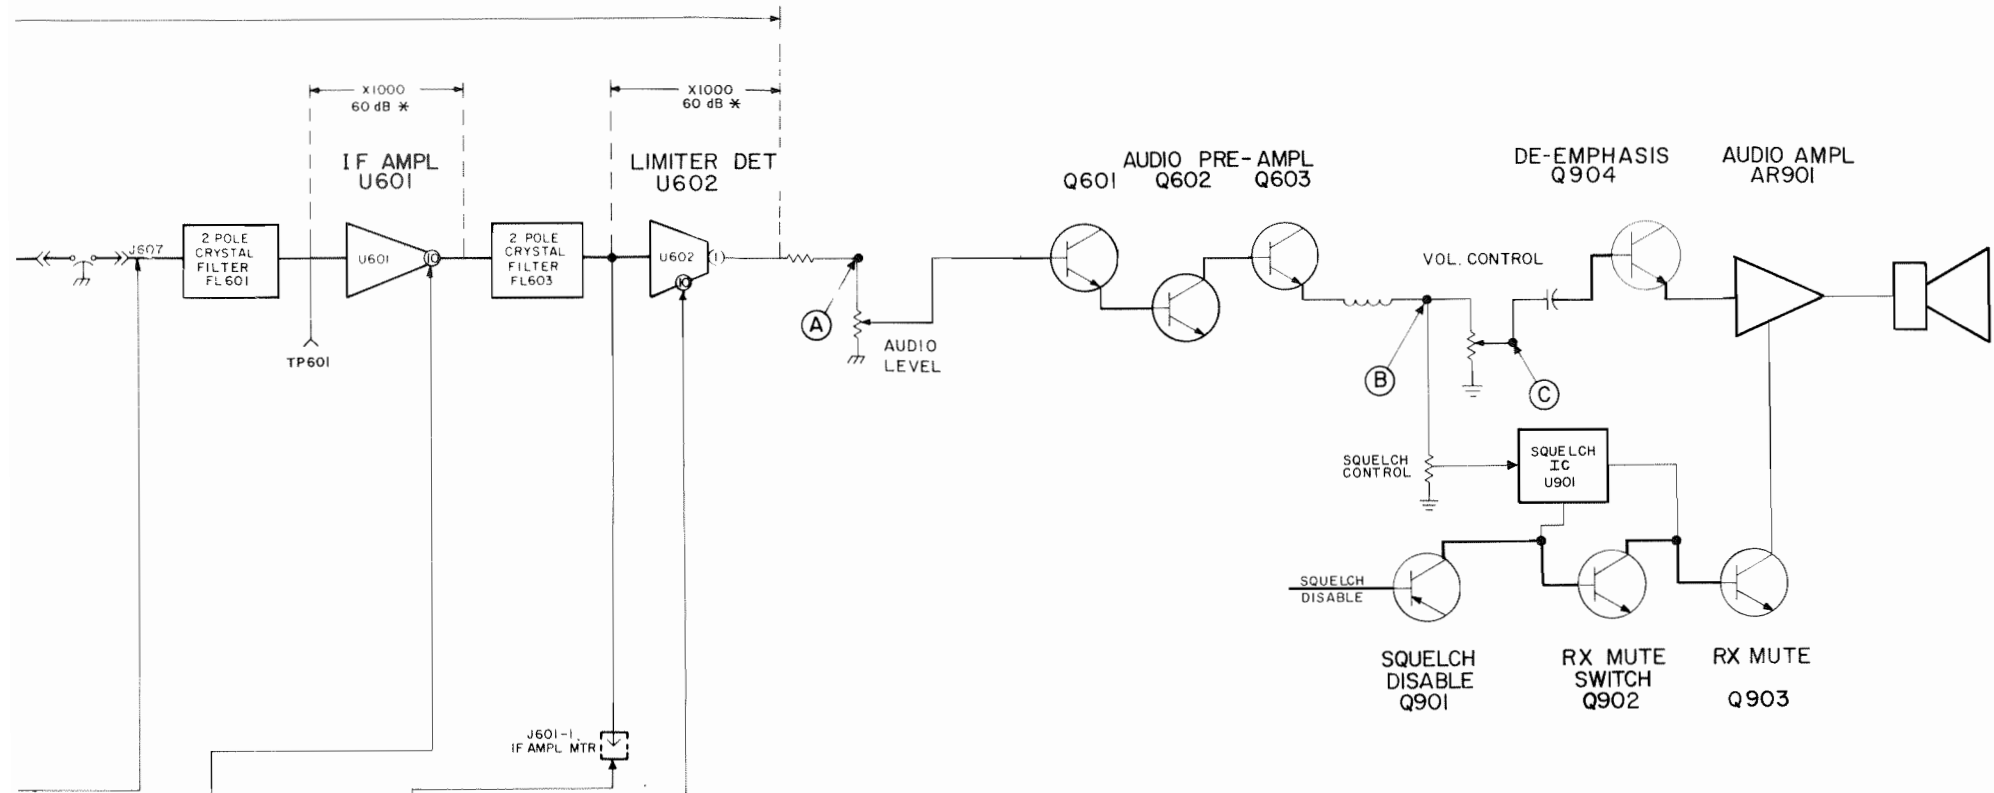 X1000
60 dB *
X1000
60 dB *
IF AMPL
U601
LIMITER DET
U602
AUDIO PRE-AMPL
Q601 Q602 Q603
DE-EMPHASIS
Q904
AUDIO AMPL
AR901
J607
2 POLE
CRYSTAL
FILTER
FL601
U601
10
2 POLE
CRYSTAL
FILTER
FL603
U602
1
10
VOL. CONTROL
A
AUDIO
LEVEL
TP601
B
C
SQUELCH
CONTROL
SQUELCH
IC
U901
SQUELCH
DISABLE
SQUELCH
DISABLE
Q901
RX MUTE
SWITCH
Q902
RX MUTE
Q903
J601-1,
IF AMPL MTR